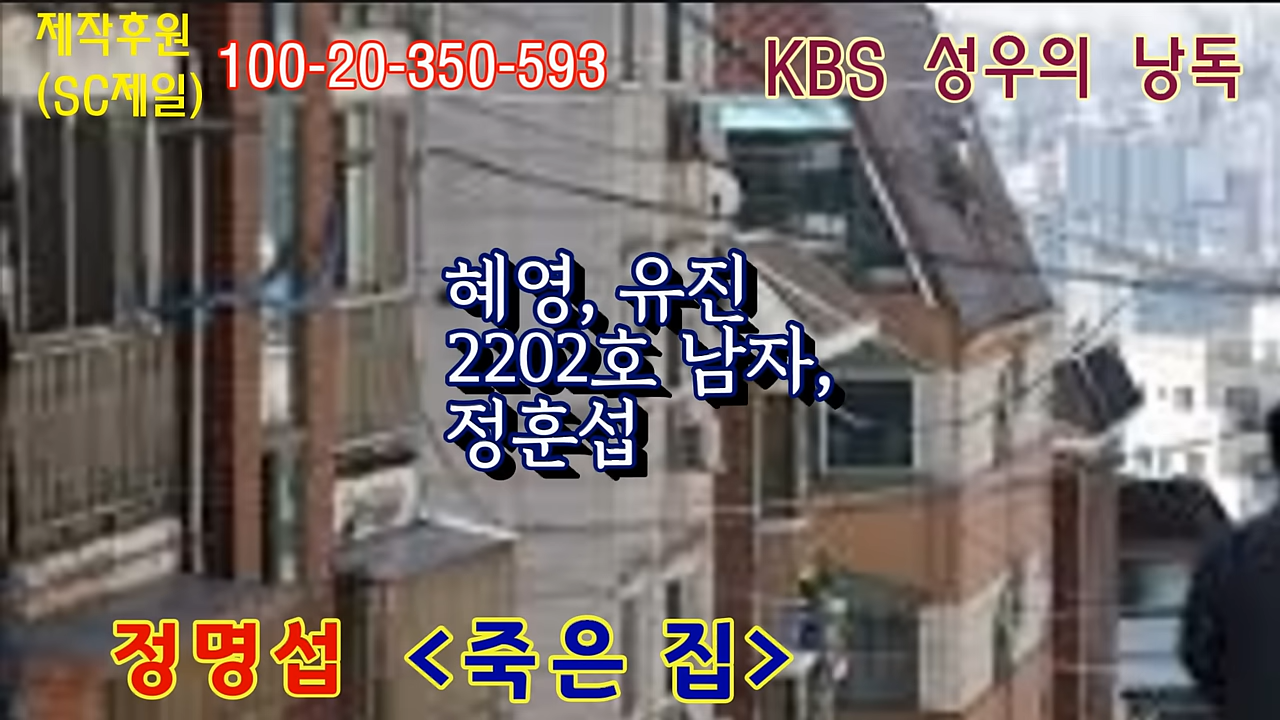 제작후원
(SC제일)
100-20-350-593
KBS 성우의 낭독
혜영, 유진
2202호 남자,
정훈섭
정명섭 <죽은 집>